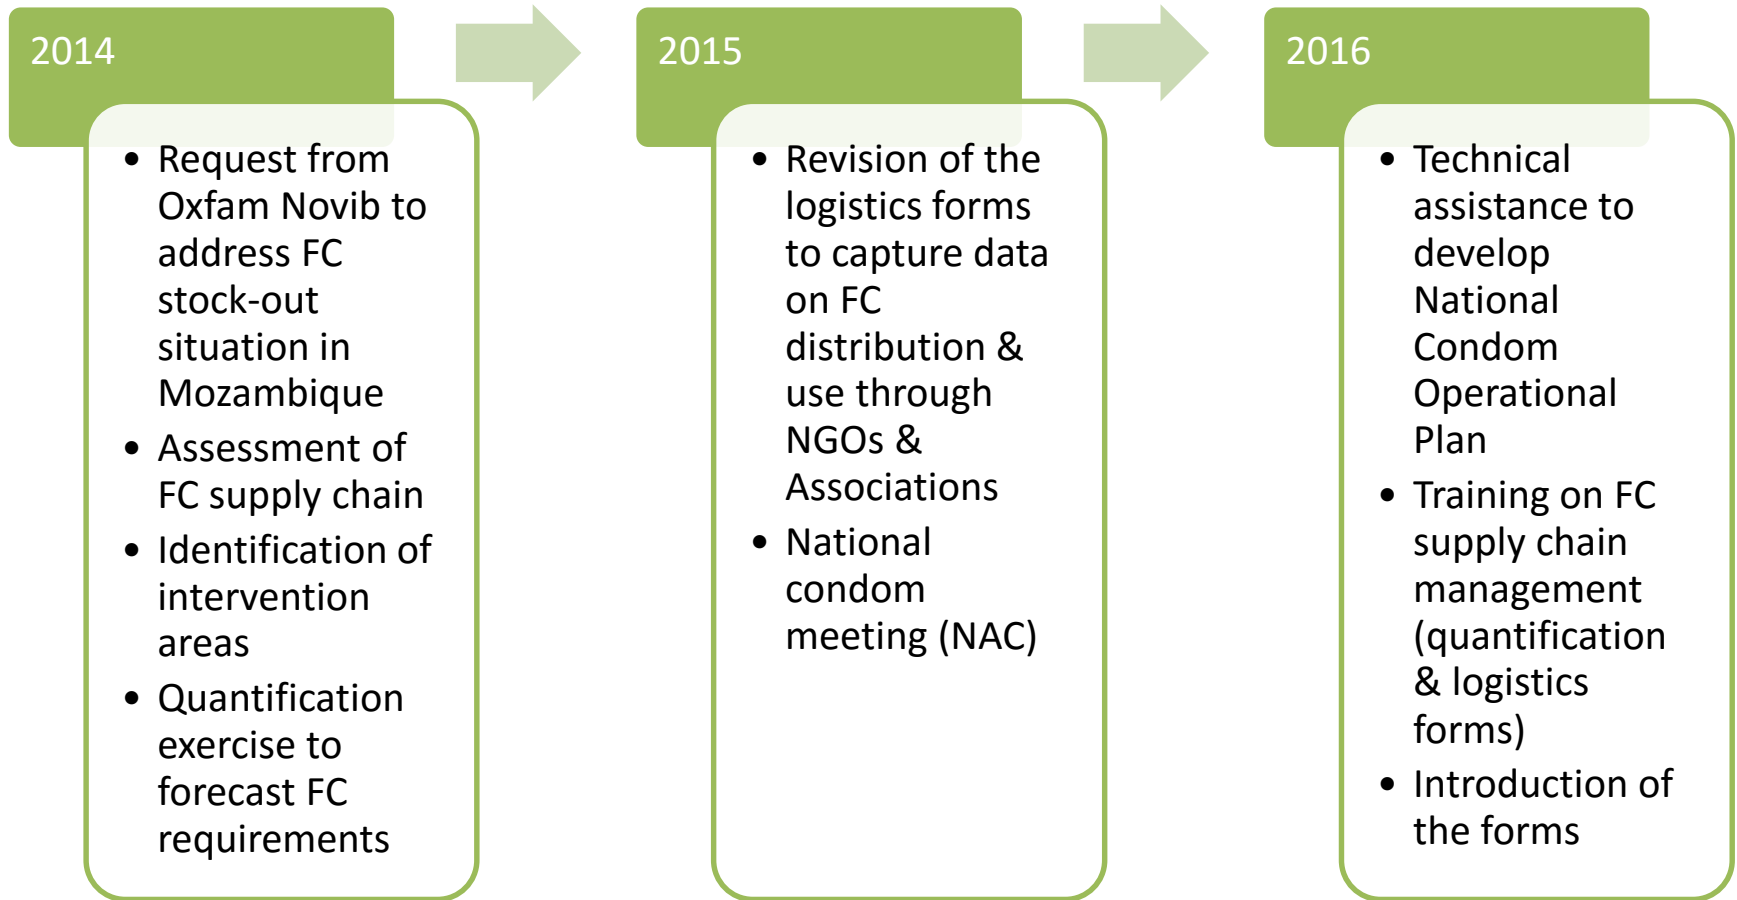 2014
• Request from
Oxfam Novib to
address FC
stock-out
situation in
Mozambique
• Assessment of
FC supply chain
• Identification of
intervention
areas
• Quantification
exercise to
forecast FC
requirements
2015
• Revision of the
logistics forms
to capture data
on FC
distribution &
use through
NGOs &
Associations
• National
condom
meeting (NAC)
2016
• Technical
assistance to
develop
National
Condom
Operational
Plan
• Training on FC
supply chain
management
(quantification
& logistics
forms)
• Introduction of
the forms